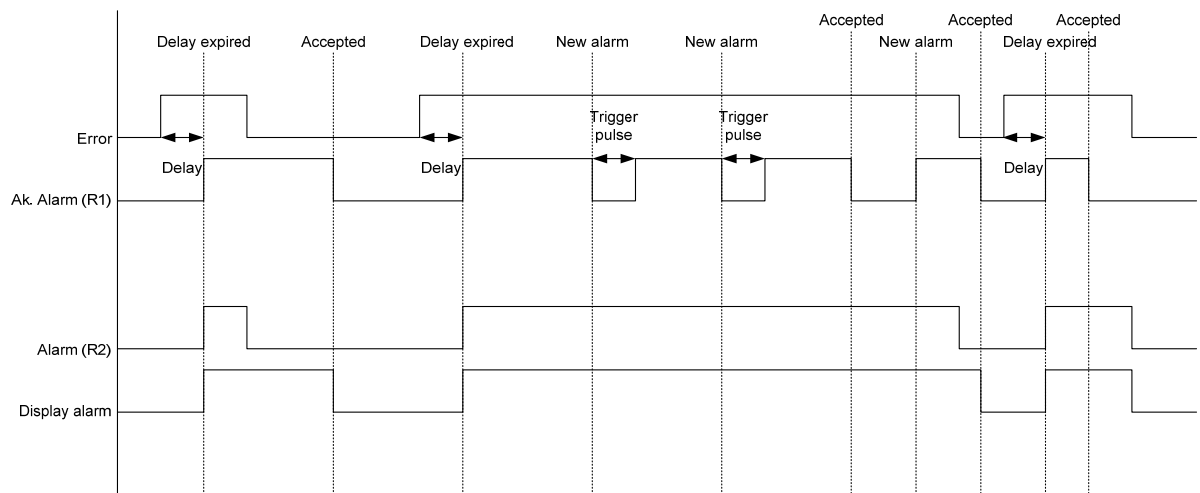 Accepted
Accepted
Accepted
Delay expired
Accepted
Delay expired
New alarm
New alarm
New alarm
Delay expired
Trigger
pulse
Trigger
pulse
Error
Delay
Delay
Delay
Ak. Alarm (R1)
Alarm (R2)
Display alarm